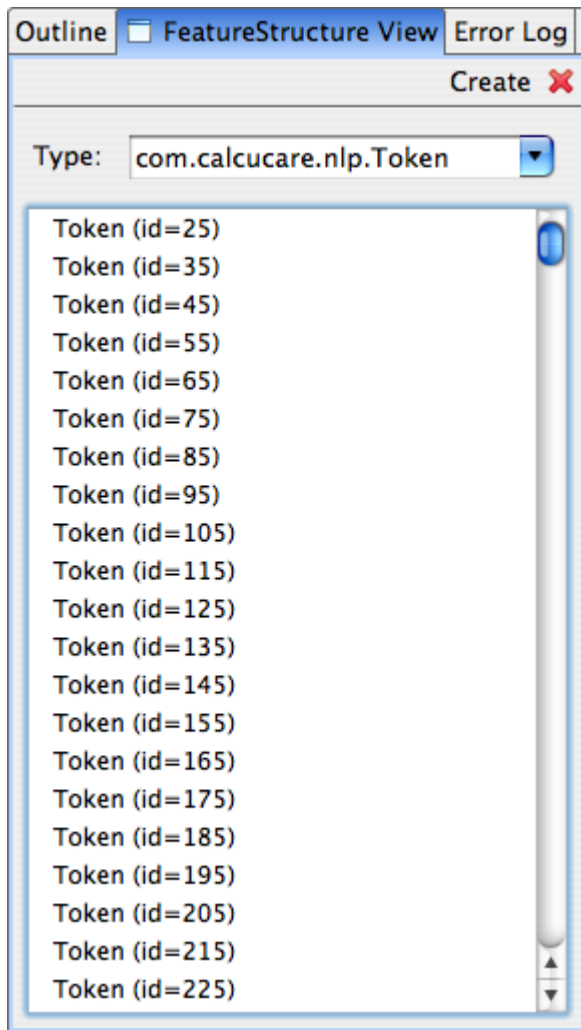 Outline FeatureStructure View Error Log
Create
Type: com.calcucare.nlp.Token
Token (id=25)
Token (id=35)
Token (id=45)
Token (id=55)
Token (id=65)
Token (id=75)
Token (id=85)
Token (id=95)
Token (id=105)
Token (id=115)
Token (id=125)
Token (id=135)
Token (id=145)
Token (id=155)
Token (id=165)
Token (id=175)
Token (id=185)
Token (id=195)
Token (id=205)
Token (id=215)
Token (id=225)